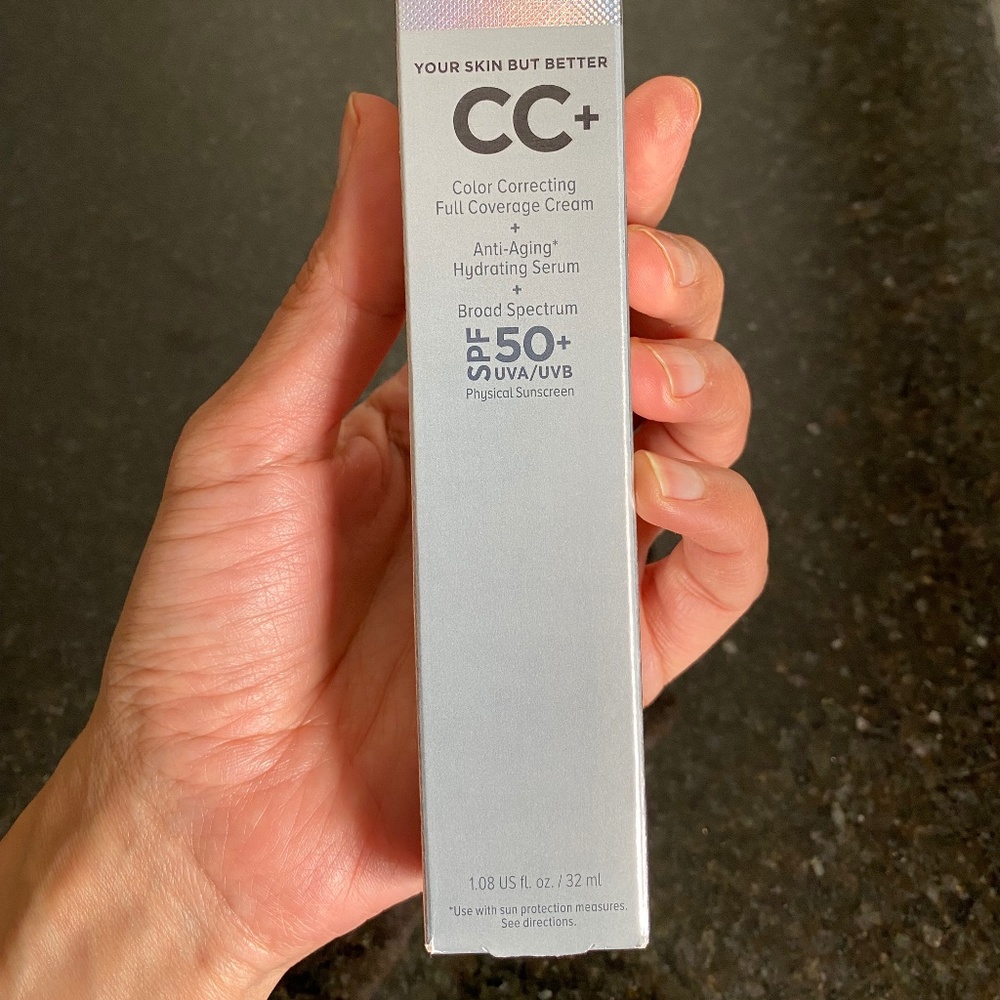 YOUR SKIN BUT BETTER
CC+
Color Correcting
Full Coverage Cream
+
Anti-Aging*
Hydrating Serum
+
Broad Spectrum
SPF 50+
UVA/UVB
Physical Sunscreen
1.08 US fl. oz. / 32 ml
*Use with sun protection measures.
See directions.